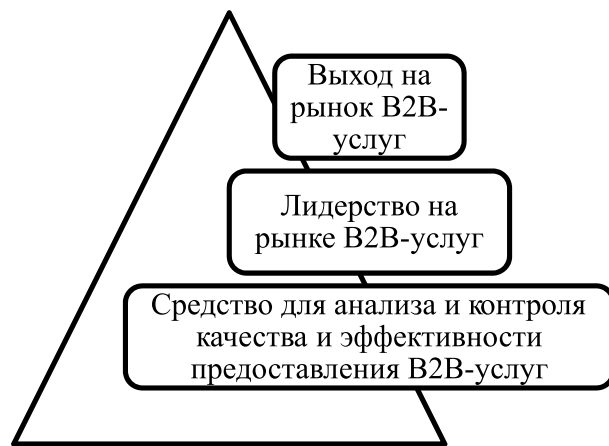 Выход на
рынок B2B-
услуг
Лидерство на
рынке B2B-услуг
Средство для анализа и контроля
качества и эффективности
предоставления B2B-услуг